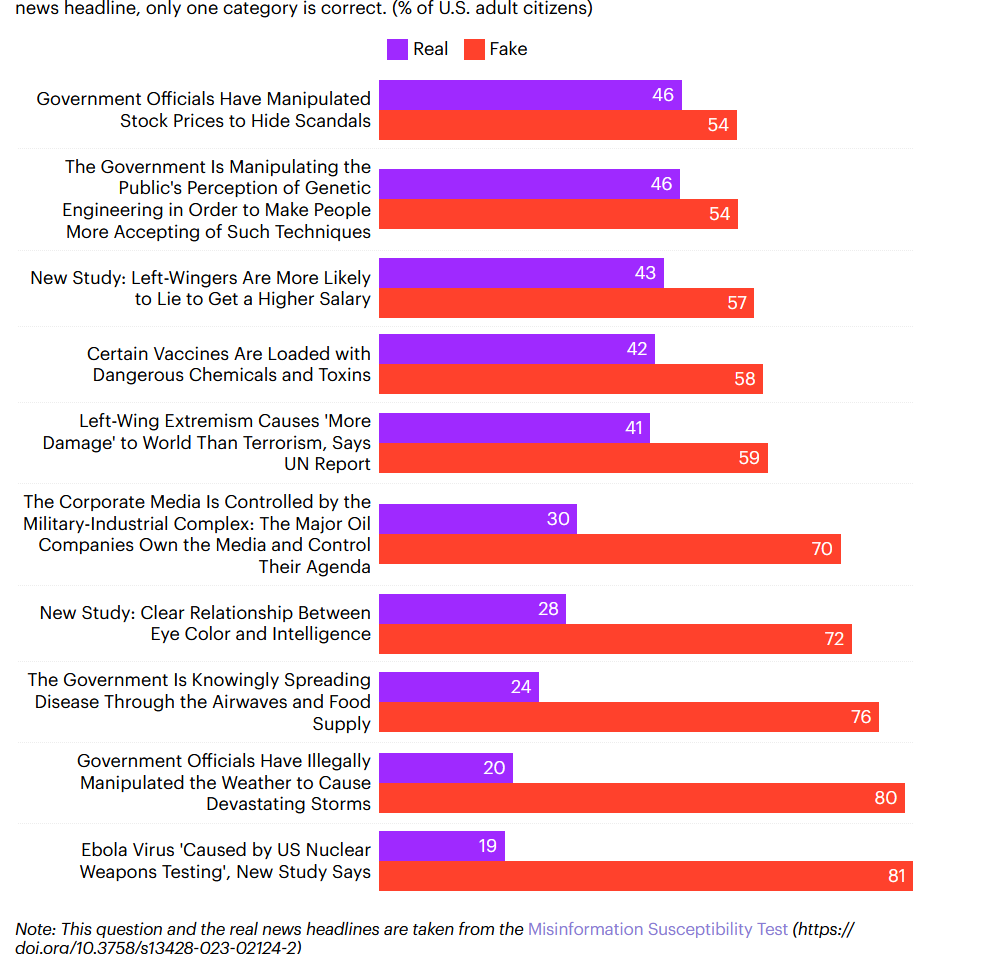 news headline, only one category is correct. (% of U.S. adult citizens)
Real Fake
Government Officials Have Manipulated
Stock Prices to Hide Scandals
46
54
The Government Is Manipulating the
Public's Perception of Genetic
Engineering in Order to Make People
More Accepting of Such Techniques
46
54
New Study: Left-Wingers Are More Likely
to Lie to Get a Higher Salary
43
57
Certain Vaccines Are Loaded with
Dangerous Chemicals and Toxins
42
58
Left-Wing Extremism Causes 'More
Damage' to World Than Terrorism, Says
UN Report
41
59
The Corporate Media Is Controlled by the
Military-Industrial Complex: The Major Oil
Companies Own the Media and Control
Their Agenda
30
70
New Study: Clear Relationship Between
Eye Color and Intelligence
28
72
The Government Is Knowingly Spreading
Disease Through the Airwaves and Food
Supply
24
76
Government Officials Have Illegally
Manipulated the Weather to Cause
Devastating Storms
20
80
Ebola Virus 'Caused by US Nuclear
Weapons Testing', New Study Says
19
81
Note: This question and the real news headlines are taken from the Misinformation Susceptibility Test (https://
doi.org/10.3758/s13428-023-02124-2)